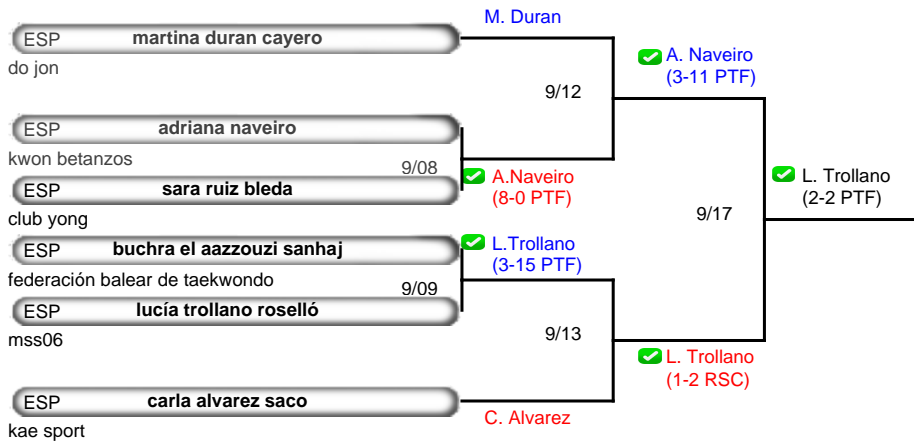 M. Duran
ESP martina duran cayero
do jon
A. Naveiro
(3-11 PTF)
9/12
ESP adriana naveiro
kwon betanzos
9/08
A.Naveiro
(8-0 PTF)
ESP sara ruiz bleda
club yong
L. Trollano
(2-2 PTF)
9/17
ESP buchra el aazzouzi sanhaj
federación balear de taekwondo
L.Trollano
(3-15 PTF)
9/09
ESP lucía trollano roselló
mss06
9/13
L. Trollano
(1-2 RSC)
ESP carla alvarez saco
kae sport
C. Alvarez